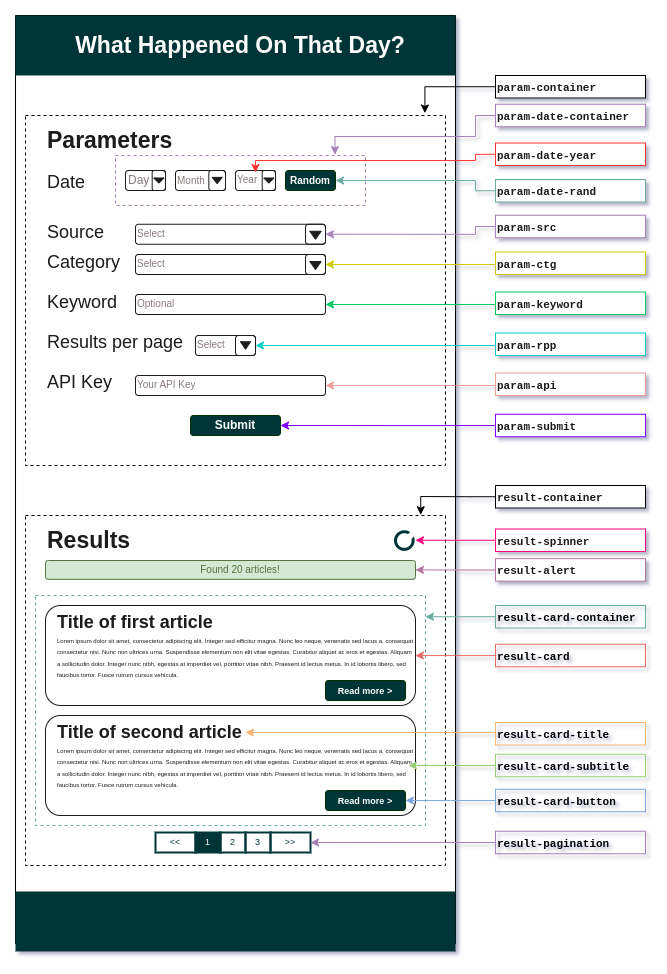 What Happened On That Day?
param-container
param-date-container
Parameters
param-date-year
Date
Day
Month
Year
Random
param-date-rand
Source
Select
param-src
Category
Select
param-ctg
Keyword
Optional
param-keyword
Results per page
Select
param-rpp
API Key
Your API Key
param-api
Submit
param-submit
result-container
Results
result-spinner
Found 20 articles!
result-alert
Title of first article
result-card-container
Lorem ipsum dolor sit amet, consectetur adipiscing elit. Integer sed efficitur magna. Nunc leo neque, venenatis sed lacus a, consequat
consectetur nisi. Nunc non ultrices urna. Suspendisse elementum non elit vitae egestas. Curabitur aliquet ac eros et egestas. Aliquam
a sollicitudin dolor. Integer nunc nibh, egestas at imperdiet vel, porttitor vitae nibh. Praesent id lectus metus. In id lobortis libero, sed
faucibus tortor. Fusce rutrum cursus vehicula.
result-card
Read more >
Title of second article
result-card-title
Lorem ipsum dolor sit amet, consectetur adipiscing elit. Integer sed efficitur magna. Nunc leo neque, venenatis sed lacus a, consequat
consectetur nisi. Nunc non ultrices urna. Suspendisse elementum non elit vitae egestas. Curabitur aliquet ac eros et egestas. Aliquam
a sollicitudin dolor. Integer nunc nibh, egestas at imperdiet vel, porttitor vitae nibh. Praesent id lectus metus. In id lobortis libero, sed
faucibus tortor. Fusce rutrum cursus vehicula.
result-card-subtitle
Read more >
result-card-button
<< 1 2 3 >>
result-pagination